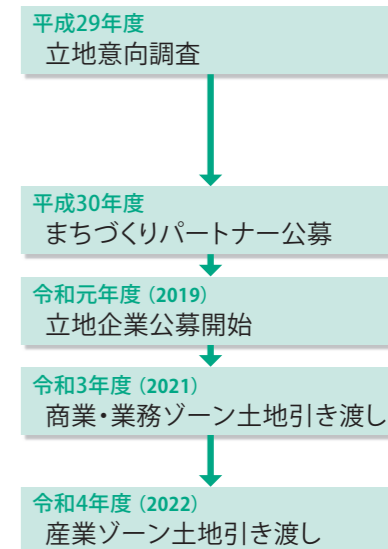 平成29年度
立地意向調査
平成30年度
まちづくりパートナー公募
令和元年度（2019）
立地企業公募開始
令和3年度（2021）
商業・業務ゾーン土地引き渡し
令和4年度（2022）
産業ゾーン土地引き渡し